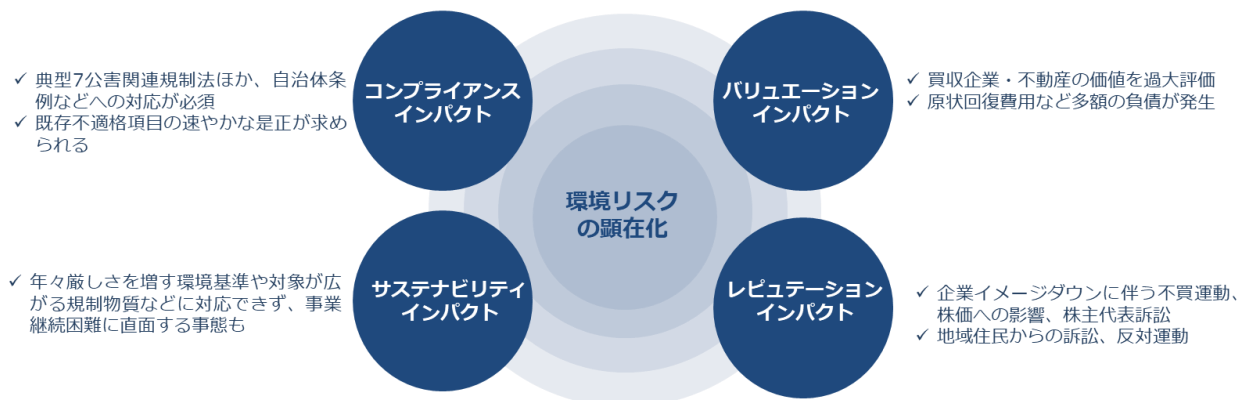 コンプライアンス
インパクト
✓ 典型7公害関連規制法ほか、自治体条
例などへの対応が必須
✓ 既存不適格項目の速やかな是正が求め
られる
バリュエーション
インパクト
✓ 買収企業・不動産の価値を過大評価
✓ 原状回復費用など多額の負債が発生
環境リスク
の顕在化
サステナビリティ
インパクト
✓ 年々厳しさを増す環境基準や対象が広
がる規制物質などに対応できず、事業
継続困難に直面する事態も
レピュテーション
インパクト
✓ 企業イメージダウンに伴う不買運動、
株価への影響、株主代表訴訟
✓ 地域住民からの訴訟、反対運動